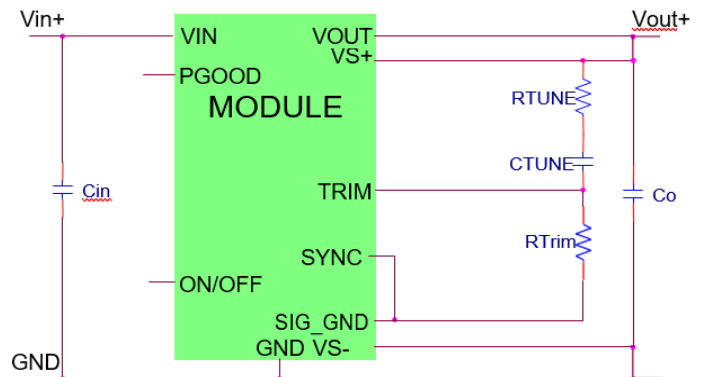 Vin+
Vout+
VIN
VOUT
VS+
PGOOD
MODULE
RTUNE
CTUNE
TRIM
Cin
Co
RTrim
SYNC
ON/OFF
SIG_GND
GND VS-
GND